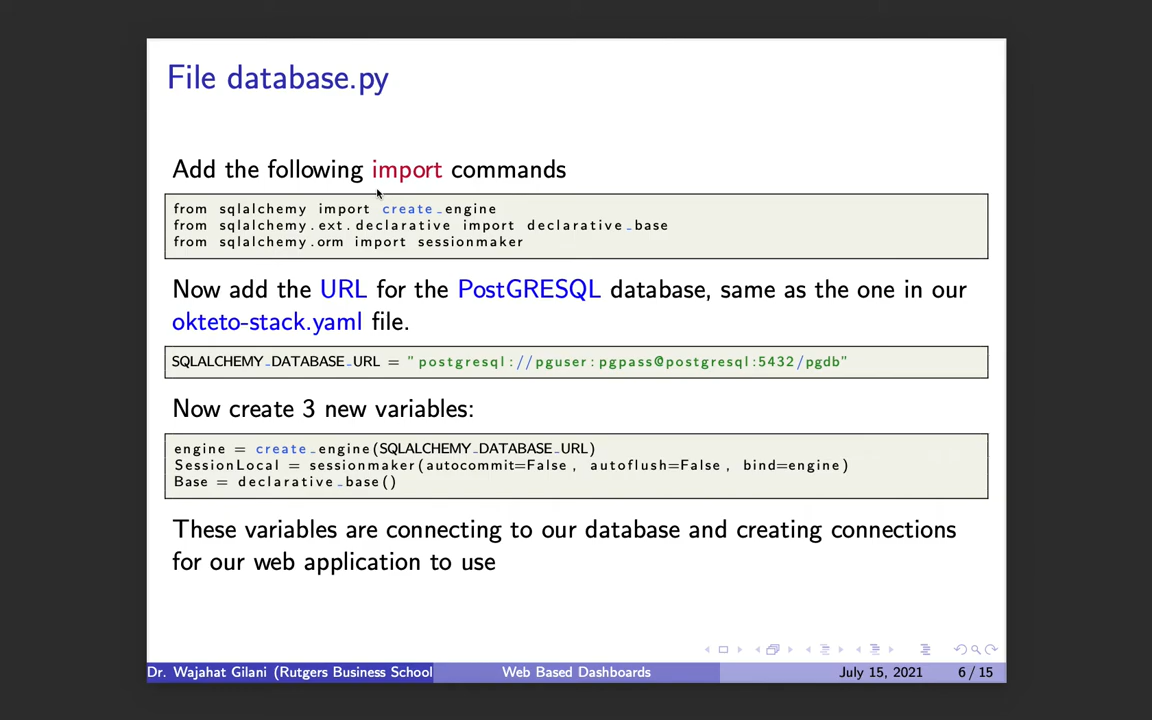 File database.py
Add the following import commands
from sqlalchemy import create_engine
from sqlalchemy.ext.declarative import declarative_base
from sqlalchemy.orm import sessionmaker
Now add the URL for the PostGRESQL database, same as the one in our
okteto-stack.yaml file.
SQLALCHEMY_DATABASE_URL = "postgresql://pguser:pgpass@postgresql:5432/pgdb"
Now create 3 new variables:
engine = create_engine(SQLALCHEMY_DATABASE_URL)
SessionLocal = sessionmaker(autocommit=False, autoflush=False, bind=engine)
Base = declarative_base()
These variables are connecting to our database and creating connections
for our web application to use
Dr. Wajahat Gilani (Rutgers Business School Web Based Dashboards July 15, 2021 6 / 15